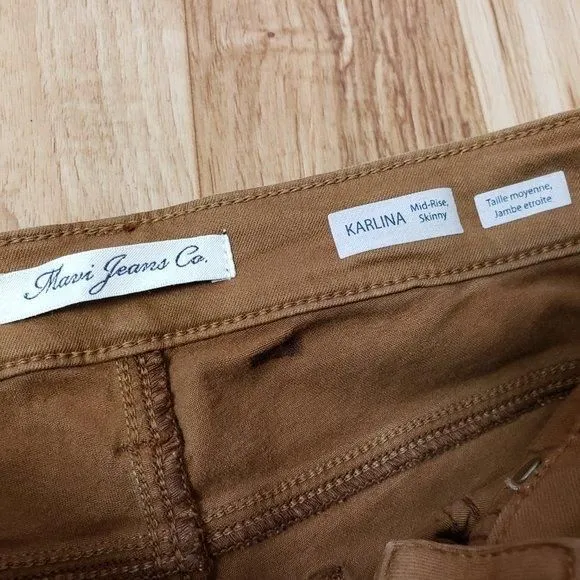 Mavi Jeans Co.
KARLINA
Mid-Rise,
Skinny
Taille moyenne,
Jambe etroite